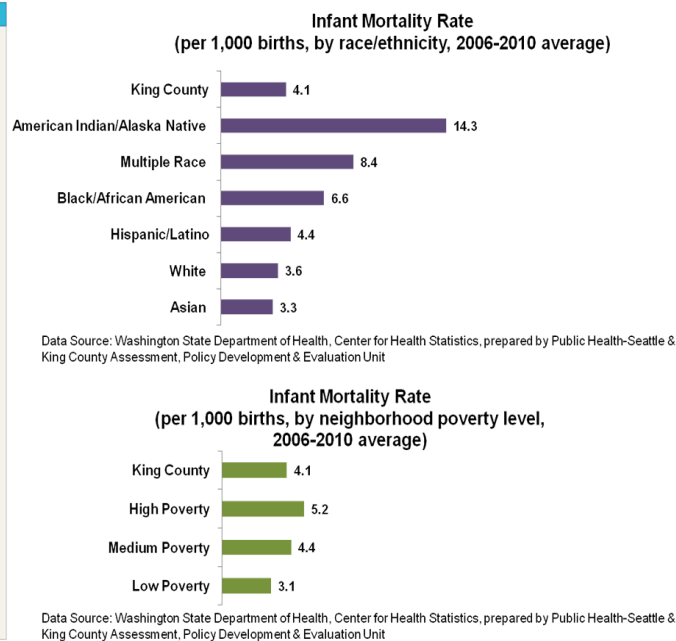 Infant Mortality Rate
(per 1,000 births, by race/ethnicity, 2006-2010 average)
King County 4.1
American Indian/Alaska Native 14.3
Multiple Race 8.4
Black/African American 6.6
Hispanic/Latino 4.4
White 3.6
Asian 3.3
Data Source: Washington State Department of Health, Center for Health Statistics, prepared by Public Health-Seattle &
King County Assessment, Policy Development & Evaluation Unit
Infant Mortality Rate
(per 1,000 births, by neighborhood poverty level,
2006-2010 average)
King County 4.1
High Poverty 5.2
Medium Poverty 4.4
Low Poverty 3.1
Data Source: Washington State Department of Health, Center for Health Statistics, prepared by Public Health-Seattle &
King County Assessment, Policy Development & Evaluation Unit